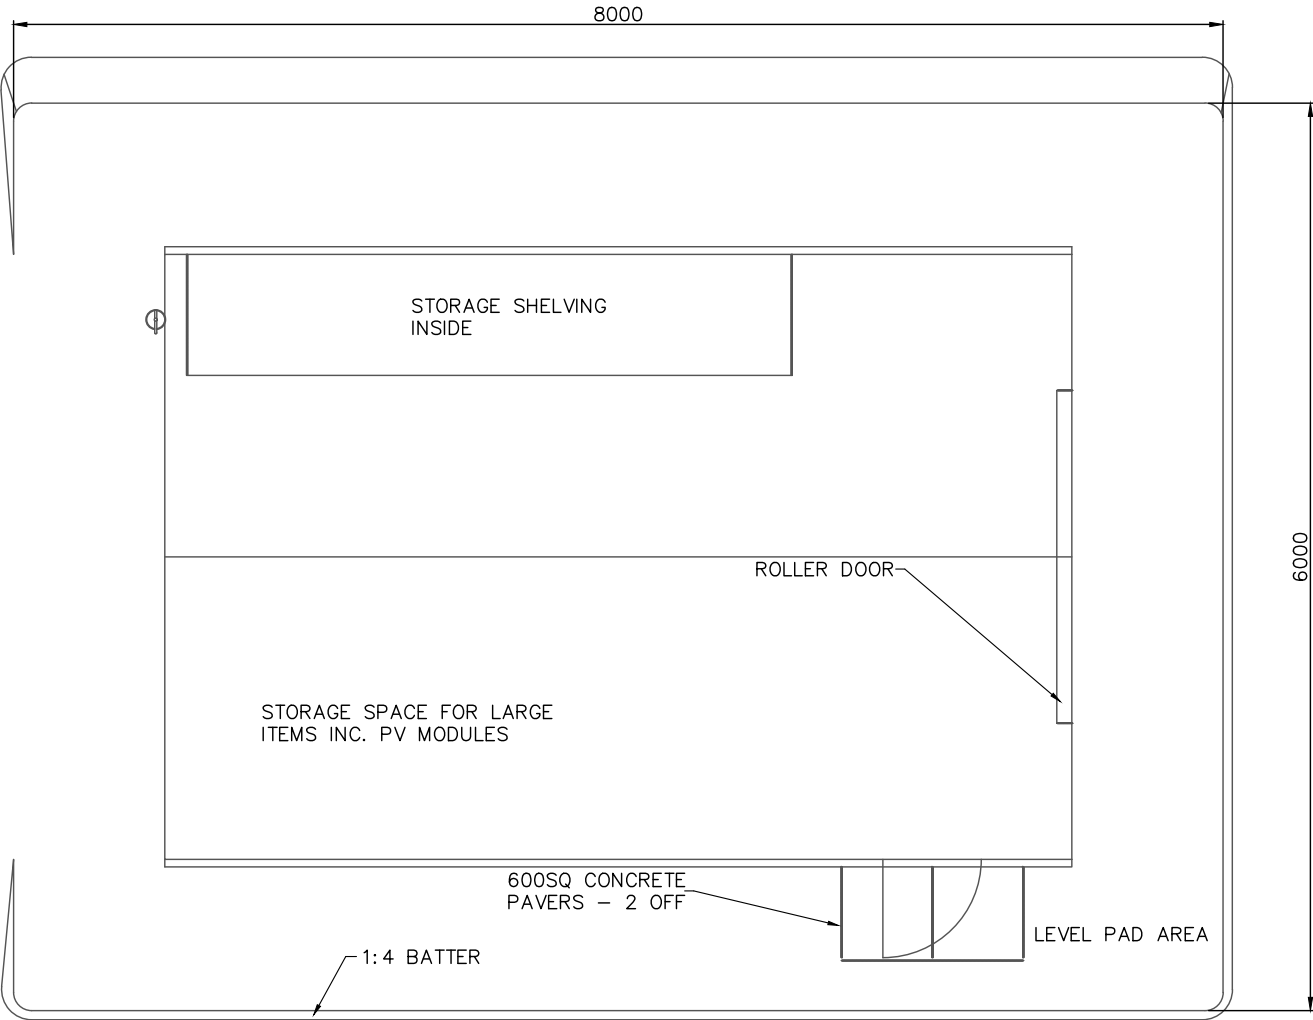 8000
STORAGE SHELVING
INSIDE
6000
ROLLER DOOR
STORAGE SPACE FOR LARGE
ITEMS INC. PV MODULES
600SQ CONCRETE
PAVERS – 2 OFF
LEVEL PAD AREA
1:4 BATTER